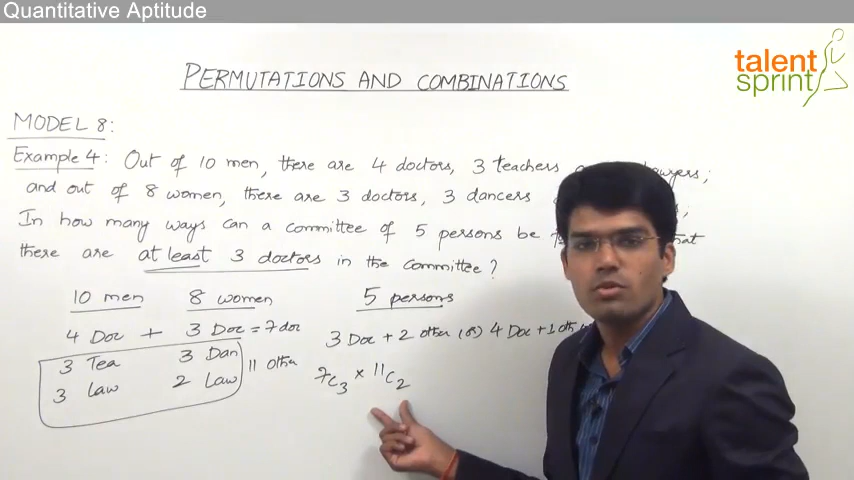 Quantitative Aptitude
talent
sprint
PERMUTATIONS AND COMBINATIONS
MODEL 8:
Example 4: Out of 10 men, there are 4 doctors, 3 teachers
and out of 8 women, there are 3 doctors, 3 dancers
In how many ways can a committee of 5 persons be
there are at least 3 doctors in the committee?
10 men 8 women 5 persons
4 Doc + 3 Doc = 7 doc 3 Doc + 2 other (or) 4 Doc + 1 oth
3 Tea 3 Dan 11 other
3 Law 2 Law
7C3 × 11C2